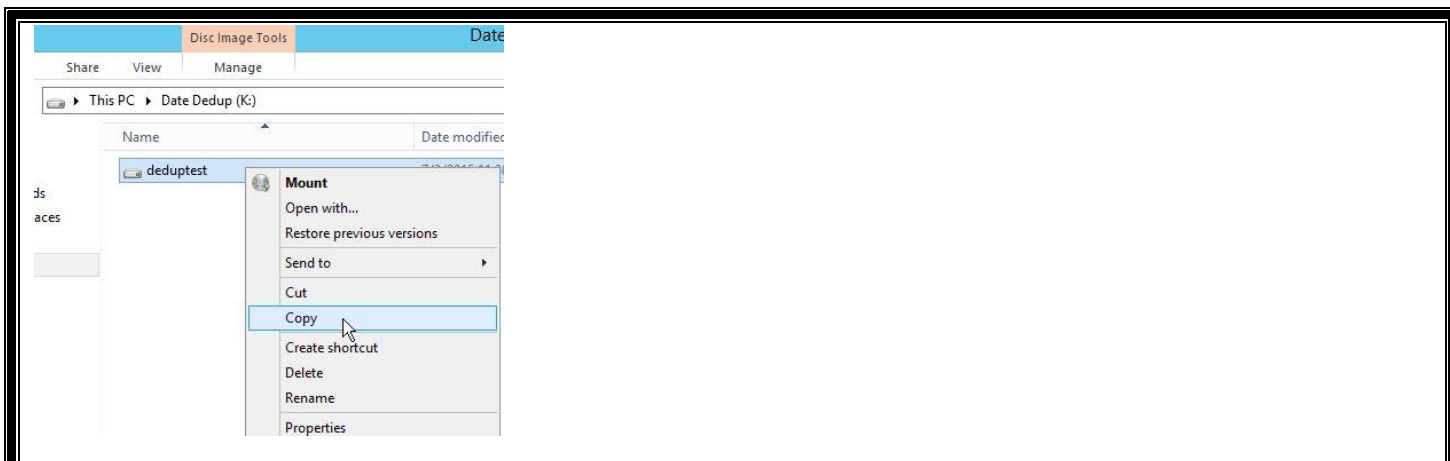 Disc Image Tools Date
Share View Manage
This PC Date Dedup (K:)
Name Date modified
deduptest
Mount
ds
Open with...
aces
Restore previous versions
Send to
Cut
Copy
Create shortcut
Delete
Rename
Properties